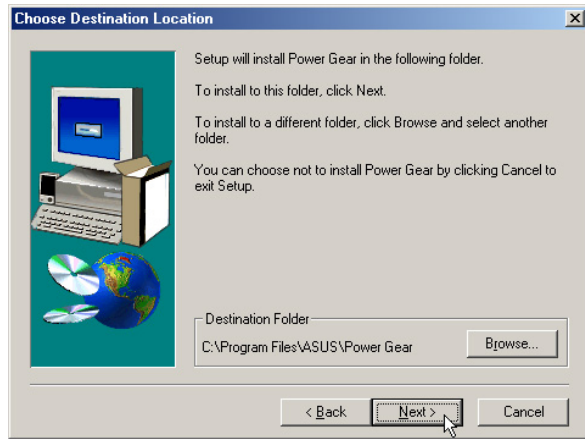 Choose Destination Location
Setup will install Power Gear in the following folder.
To install to this folder, click Next.
To install to a different folder, click Browse and select another
folder.
You can choose not to install Power Gear by clicking Cancel to
exit Setup.
Destination Folder
C:\Program Files\ASUS\Power Gear
Browse...
< Back
Next >
Cancel